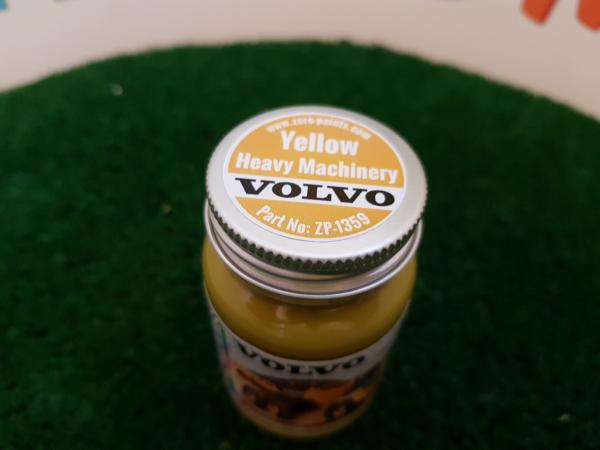 www.zero-paints.com
Yellow
Heavy Machinery
VOLVO
Part No: ZP-1359
VOLVO